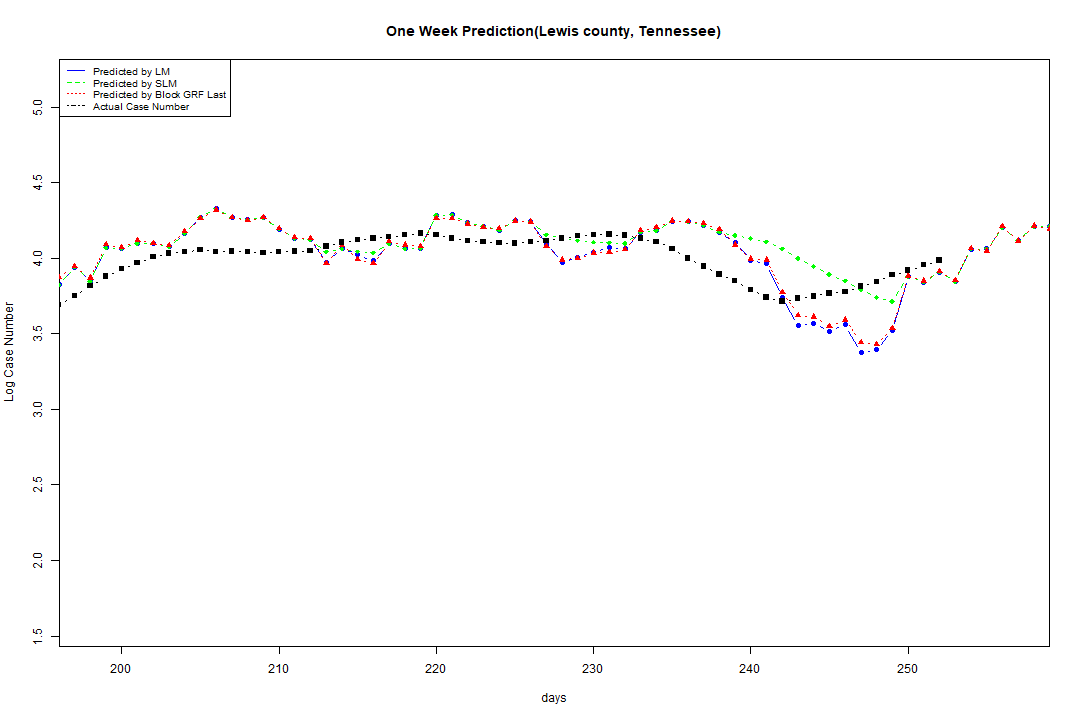 One Week Prediction(Lewis county, Tennessee)
Predicted by LM
Predicted by SLM
Predicted by Block GRF Last
Actual Case Number
5.0
4.5
4.0
3.5
3.0
2.5
2.0
1.5
Log Case Number
200 210 220 230 240 250
days